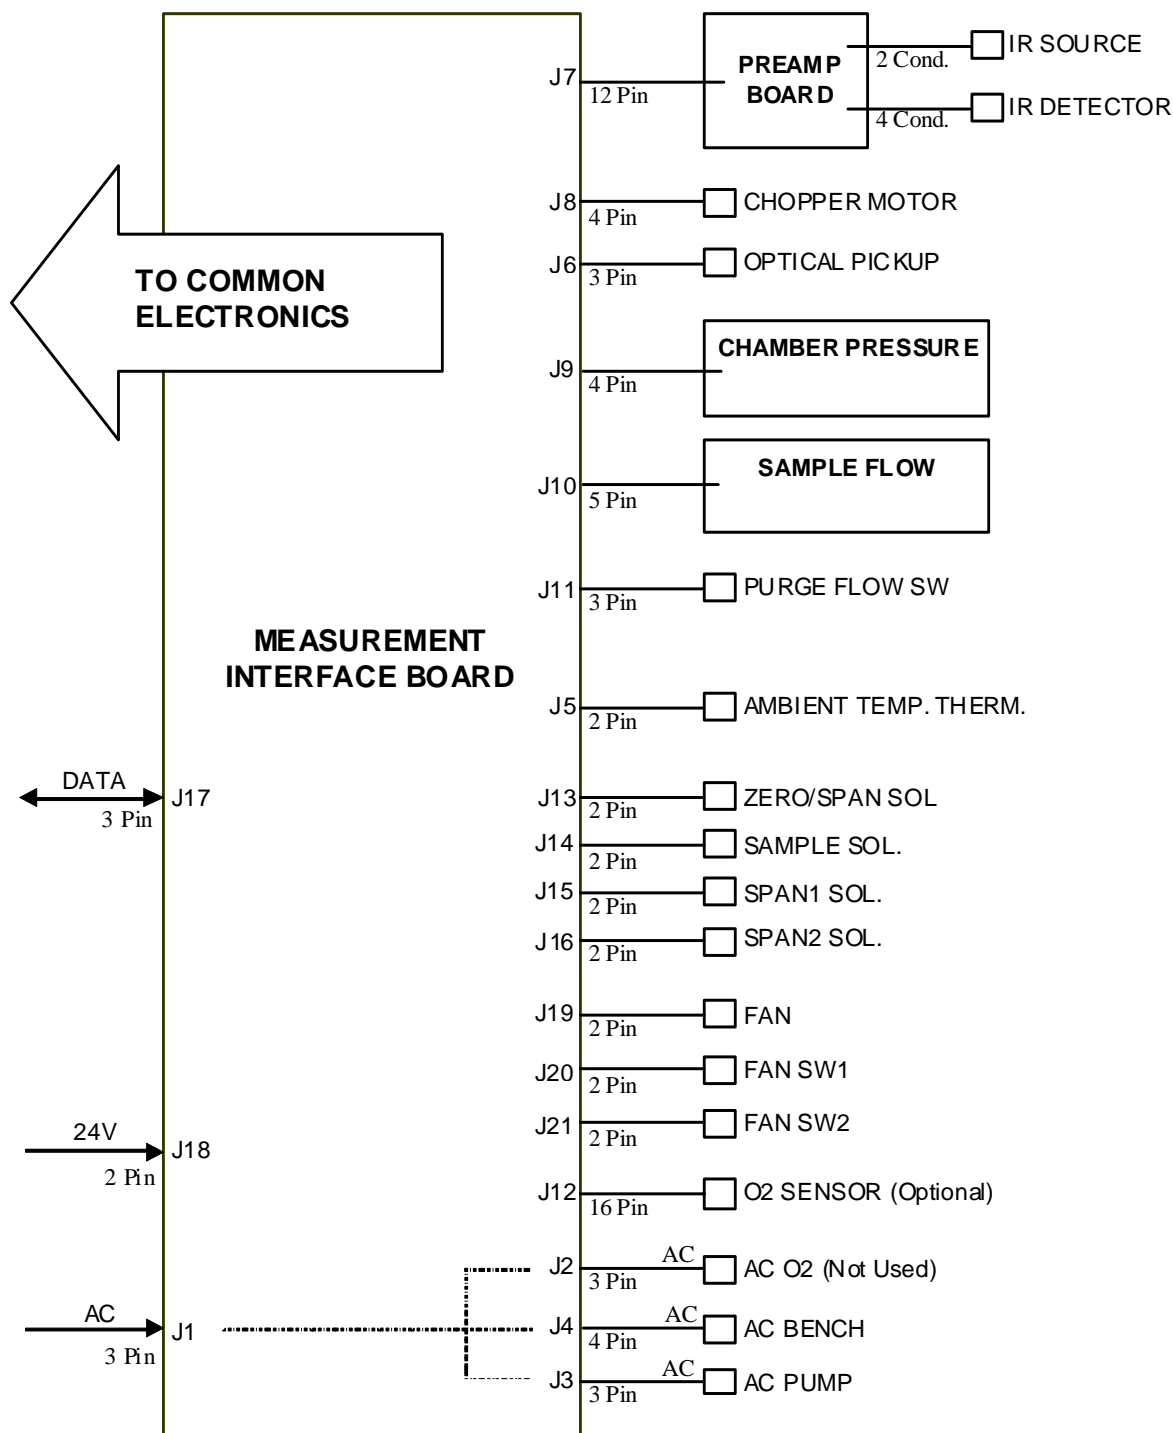 J7
12 Pin
PREAMP
BOARD
2 Cond.
IR SOURCE
4 Cond.
IR DETECTOR
J8
4 Pin
CHOPPER MOTOR
J6
3 Pin
OPTICAL PICKUP
TO COMMON
ELECTRONICS
J9
4 Pin
CHAMBER PRESSURE
J10
5 Pin
SAMPLE FLOW
J11
3 Pin
PURGE FLOW SW
MEASUREMENT
INTERFACE BOARD
J5
2 Pin
AMBIENT TEMP. THERM.
DATA
3 Pin
J17
J13
2 Pin
ZERO/SPAN SOL
J14
2 Pin
SAMPLE SOL.
J15
2 Pin
SPAN1 SOL.
J16
2 Pin
SPAN2 SOL.
J19
2 Pin
FAN
J20
2 Pin
FAN SW1
J21
2 Pin
FAN SW2
24V
2 Pin
J18
J12
16 Pin
O2 SENSOR (Optional)
J2
3 Pin
AC
AC O2 (Not Used)
AC
3 Pin
J1
J4
4 Pin
AC
AC BENCH
J3
3 Pin
AC
AC PUMP